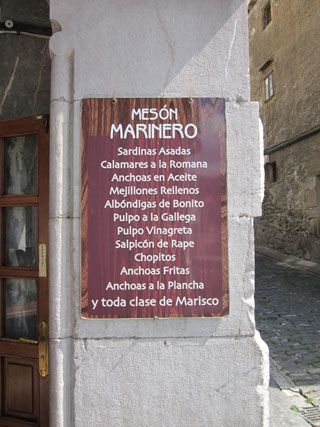 MESÓN
MARINERO
Sardinas Asadas
Calamares a la Romana
Anchoas en Aceite
Mejillones Rellenos
Albóndigas de Bonito
Pulpo a la Gallega
Pulpo Vinagreta
Salpicón de Rape
Chopitos
Anchoas Fritas
Anchoas a la Plancha
y toda clase de Marisco